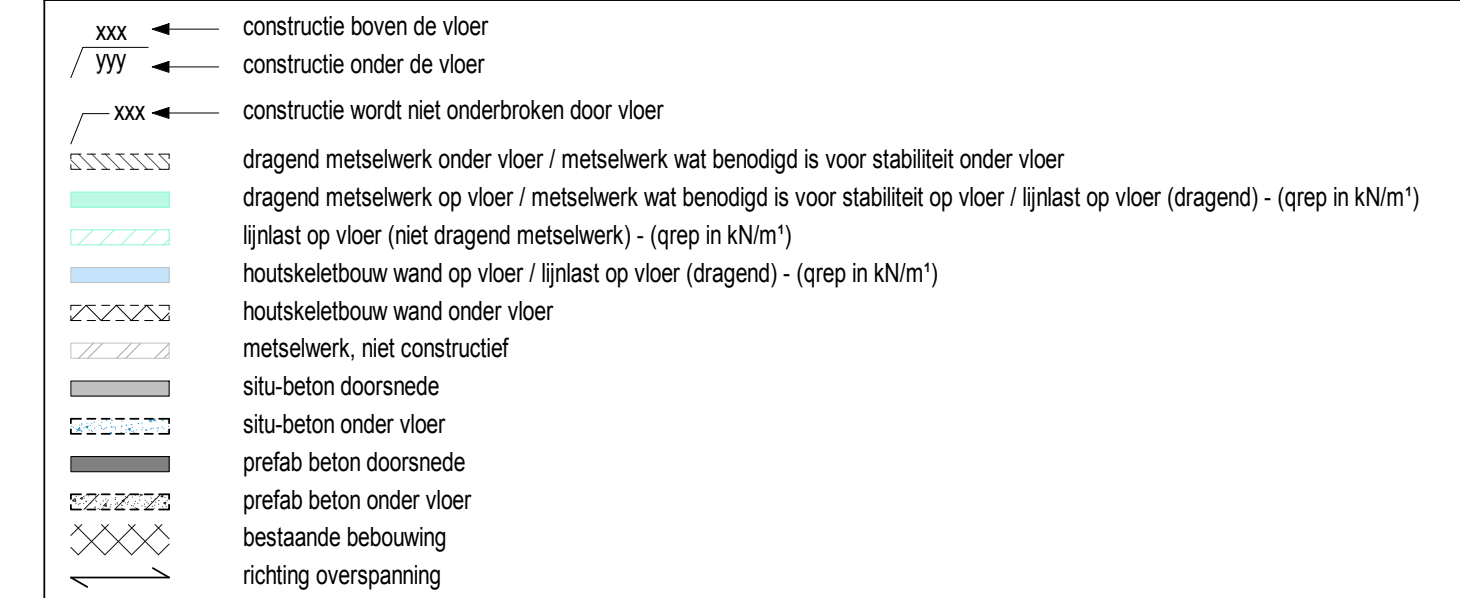 xxx constructie boven de vloer
yyy constructie onder de vloer
xxx constructie wordt niet onderbroken door vloer
dragend metselwerk onder vloer / metselwerk wat benodigd is voor stabiliteit onder vloer
dragend metselwerk op vloer / metselwerk wat benodigd is voor stabiliteit op vloer / lijnlast op vloer (dragend) - (qrep in kN/m¹)
lijnlast op vloer (niet dragend metselwerk) - (qrep in kN/m¹)
houtskeletbouw wand op vloer / lijnlast op vloer (dragend) - (qrep in kN/m¹)
houtskeletbouw wand onder vloer
metselwerk, niet constructief
situ-beton doorsnede
situ-beton onder vloer
prefab beton doorsnede
prefab beton onder vloer
bestaande bebouwing
richting overspanning